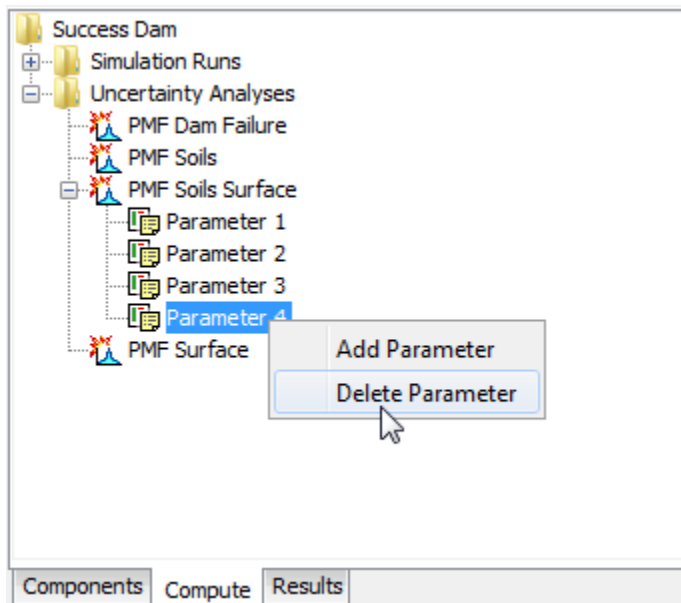 Success Dam
Simulation Runs
Uncertainty Analyses
PMF Dam Failure
PMF Soils
PMF Soils Surface
Parameter 1
Parameter 2
Parameter 3
Parameter 4
PMF Surface
Add Parameter
Delete Parameter
Components Compute Results